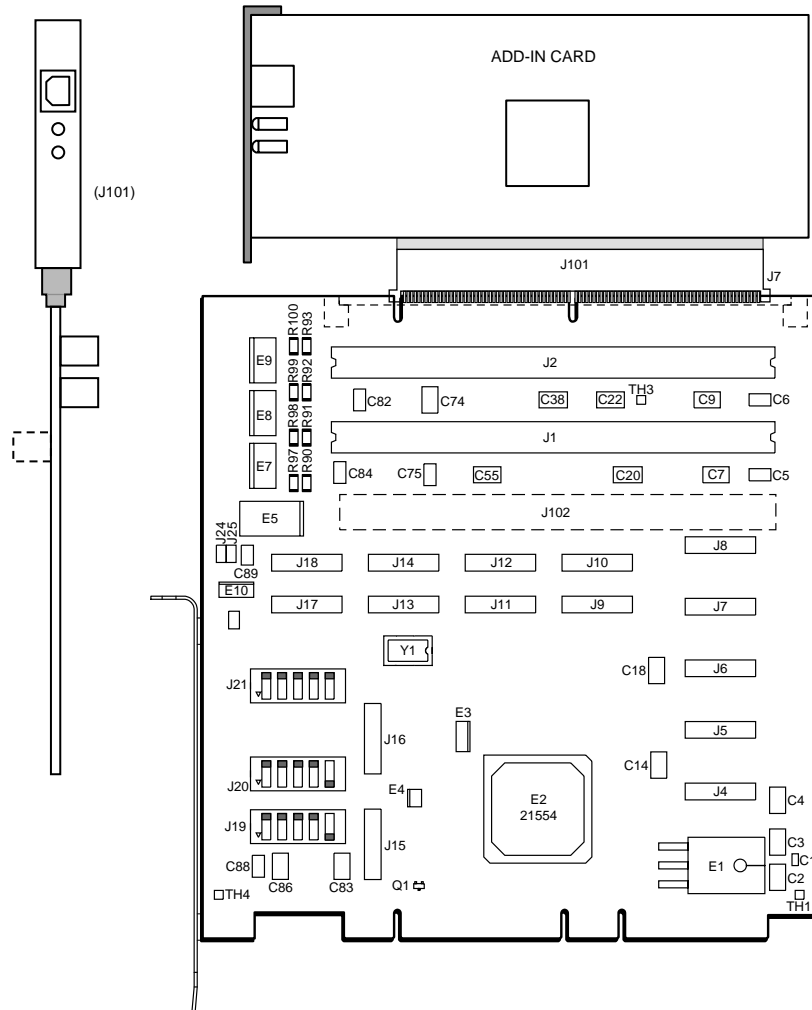 ADD-IN CARD
(J101)
J101
J7
R100
R93
E9
R99
R92
J2
C82
C74
C38
C22
TH3
C9
C6
E8
R98
R91
J1
E7
R97
R90
C84
C75
C55
C20
C7
C5
E5
J102
J24
J25
C89
J18
J14
J12
J10
J8
E10
J17
J13
J11
J9
J7
Y1
C18
J6
J21
E3
J16
J5
C14
J20
E4
E2
21554
J4
C4
J19
J15
C3
C1
E1
C88
C86
C83
Q1
C2
TH4
TH1